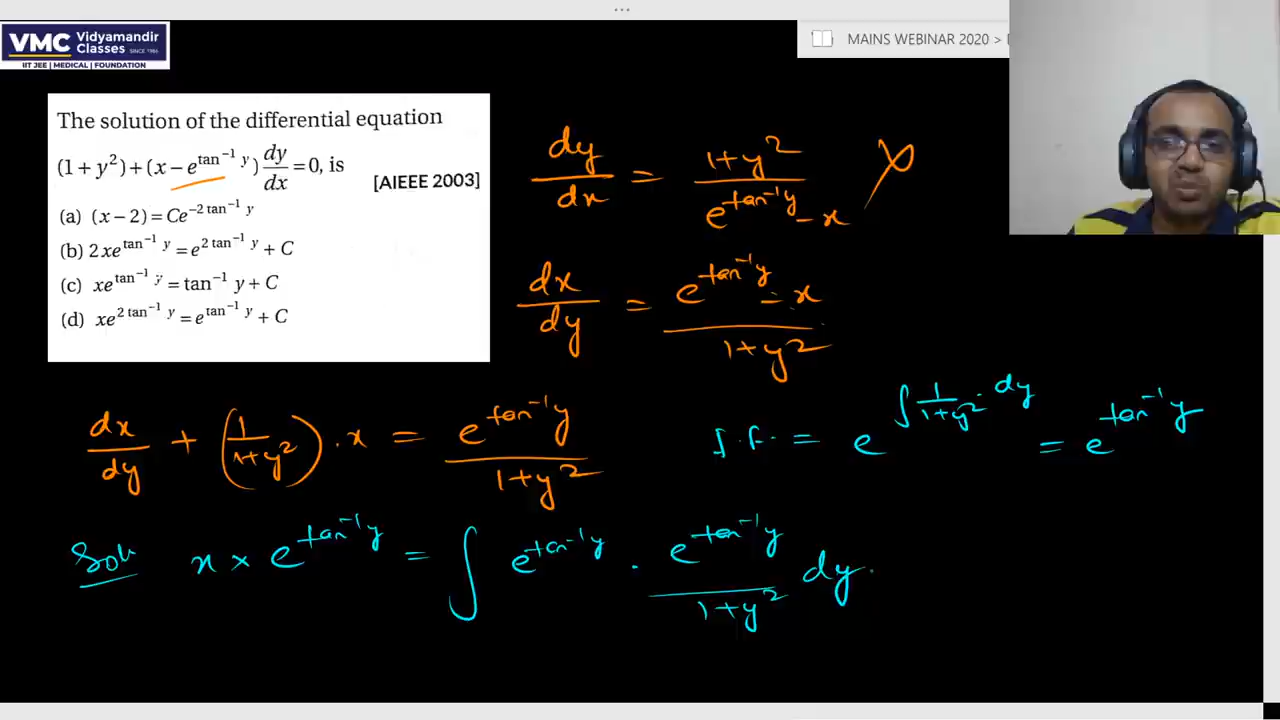 VMC Vidyamandir Classes SINCE 1986
IIT JEE | MEDICAL | FOUNDATION
MAINS WEBINAR 2020 >
The solution of the differential equation
(1 + y²) + (x − e^{tan⁻¹ y}) dy/dx = 0, is
[AIEEE 2003]
(a) (x − 2) = Ce^{−2 tan⁻¹ y}
(b) 2xe^{tan⁻¹ y} = e^{2 tan⁻¹ y} + C
(c) xe^{tan⁻¹ y} = tan⁻¹ y + C
(d) xe^{2 tan⁻¹ y} = e^{tan⁻¹ y} + C
dy/dx = (1+y²)/(e^{tan⁻¹y} − x)
dx/dy = (e^{tan⁻¹y} − x)/(1+y²)
dx/dy + (1/(1+y²)) · x = e^{tan⁻¹y}/(1+y²)
I.F. = e^{∫ 1/(1+y²) · dy} = e^{tan⁻¹y}
Sol x × e^{tan⁻¹y} = ∫ e^{tan⁻¹y} · e^{tan⁻¹y}/(1+y²) dy.